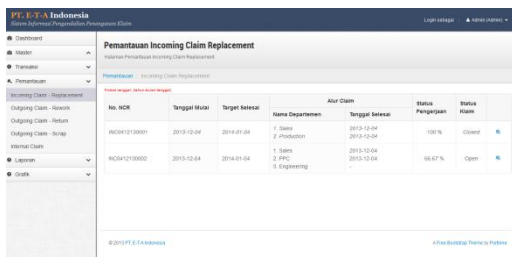 PT. E-T-A Indonesia
Sistem Informasi Pengendalian Penanganan Klaim
Login sebagai Admin (Admin)
Dashboard
Master
Transaksi
Pemantauan
Incoming Claim - Replacement
Outgoing Claim - Rework
Outgoing Claim - Return
Outgoing Claim - Scrap
Internal Claim
Laporan
Grafik
Pemantauan Incoming Claim Replacement
Halaman Pemantauan Incoming Claim Replacement
Pemantauan Incoming Claim Replacement
No. NCR Tanggal Mulai Target Selesai Alur Claim Status Pengerjaan Status Klaim
Nama Departemen Tanggal Selesai
INC0412130001 2013-12-04 2014-01-04 1. Sales 2013-12-04 100 % Closed
2. Production 2013-12-04
INC0412130002 2013-12-04 2014-01-04 1. Sales 2013-12-04 66.67 % Open
2. PPC 2013-12-04
3. Engineering -
© 2013 PT. E-T-A Indonesia
A Free Bootstrap Theme by Portnine